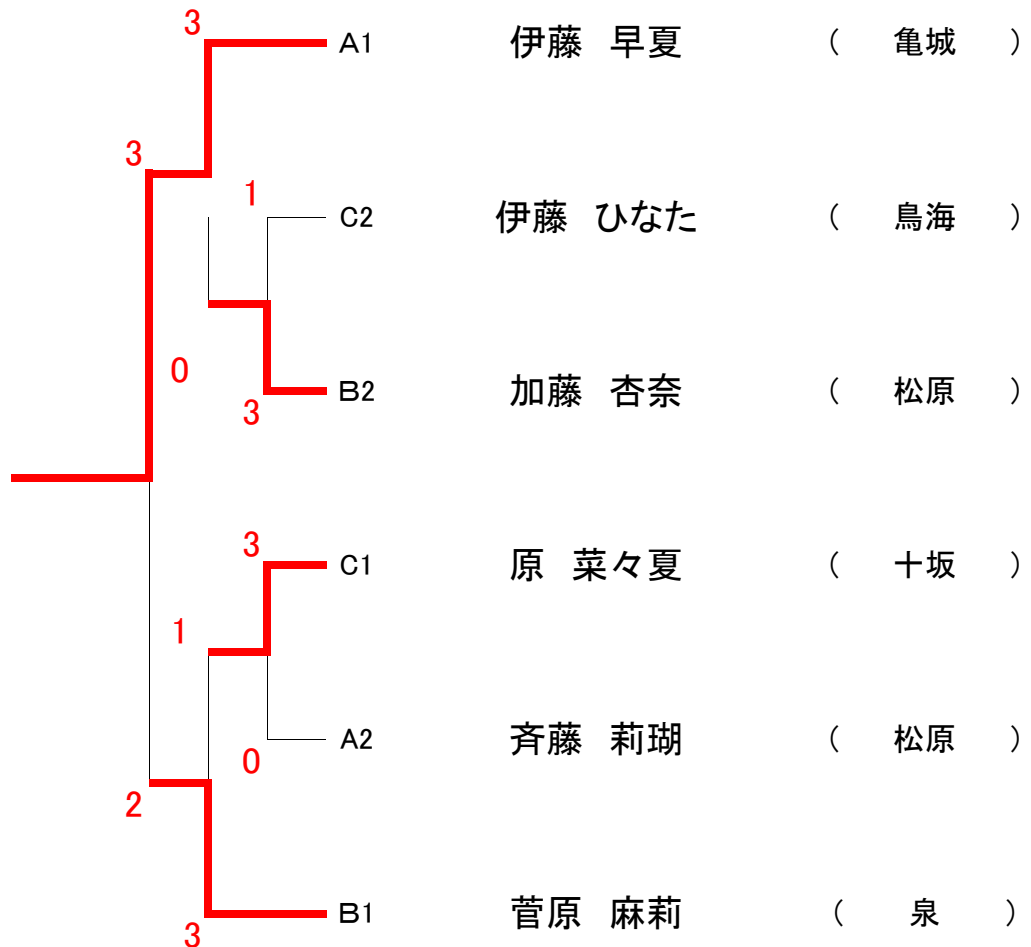 3
A1 伊藤 早夏 ( 亀城 )
3
1
C2 伊藤 ひなた ( 鳥海 )
0
B2 加藤 杏奈 ( 松原 )
3
3
C1 原 菜々夏 ( 十坂 )
1
A2 斉藤 莉瑚 ( 松原 )
0
2
B1 菅原 麻莉 ( 泉 )
3